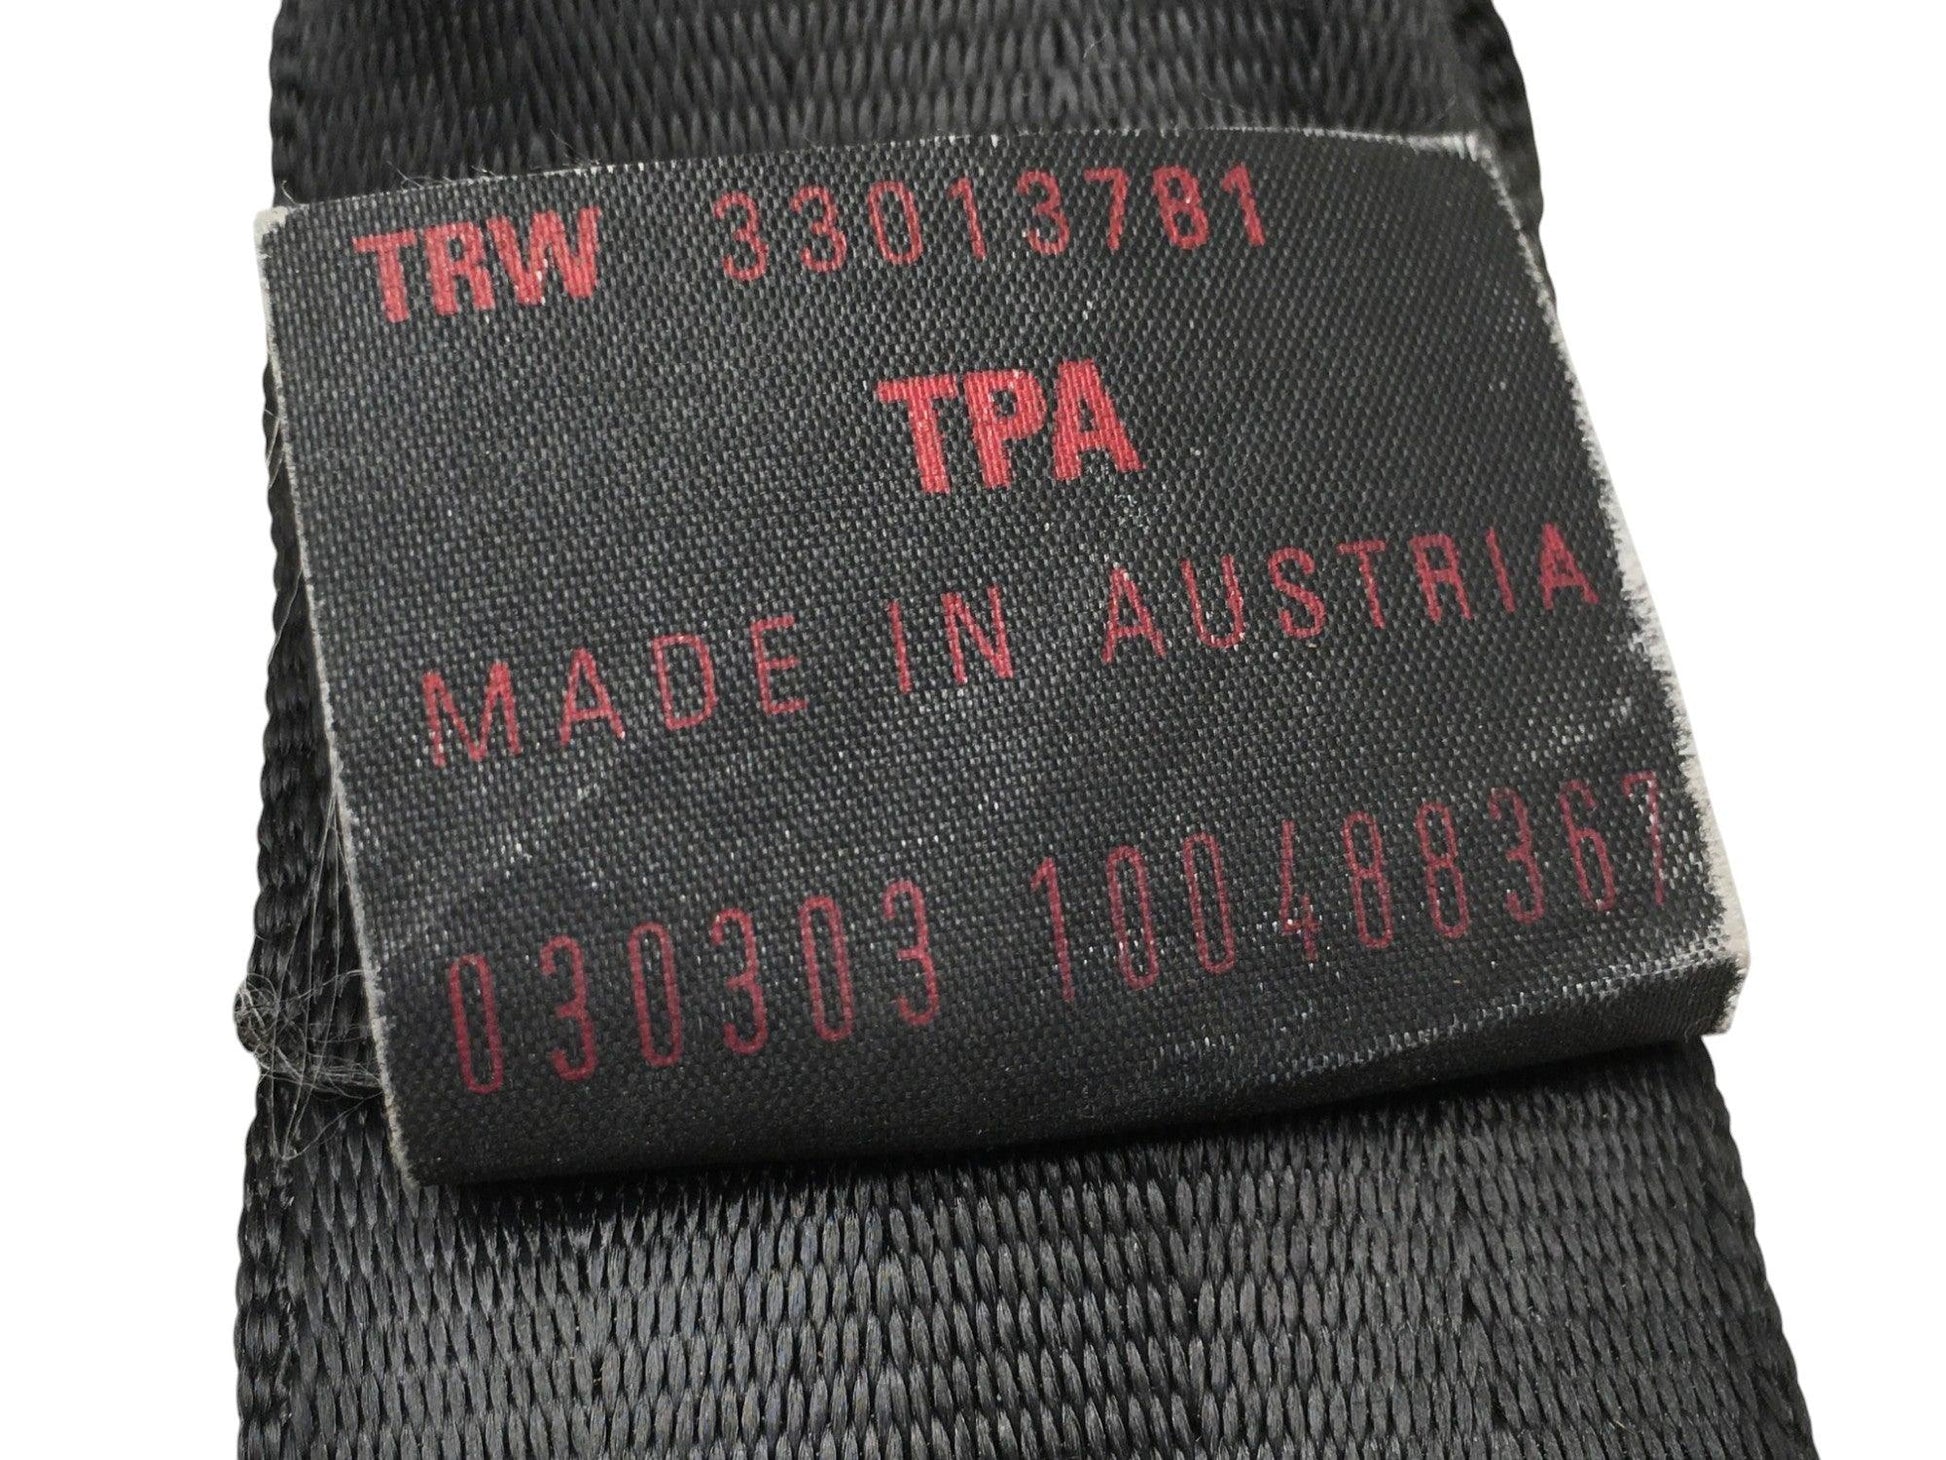 TRW 33013781
TPA
MADE IN AUSTRIA
030303 100488367